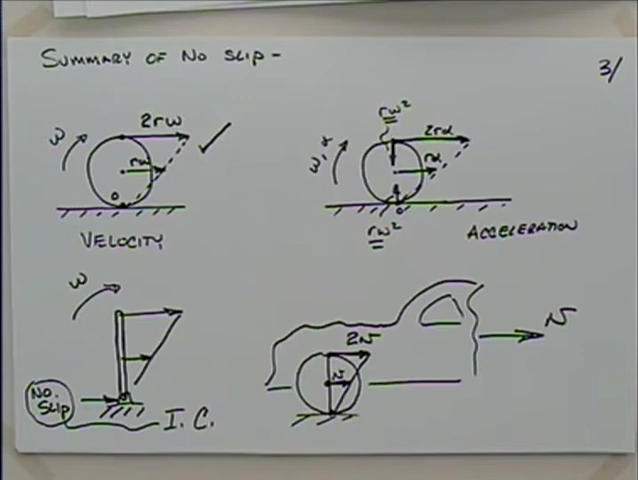 SUMMARY OF NO SLIP -
3/
ω
2rω
rω
O
VELOCITY
rω²
2rα
ω, α
rα
O
rω²
ACCELERATION
ω
NO SLIP
I.C.
2v
v
v